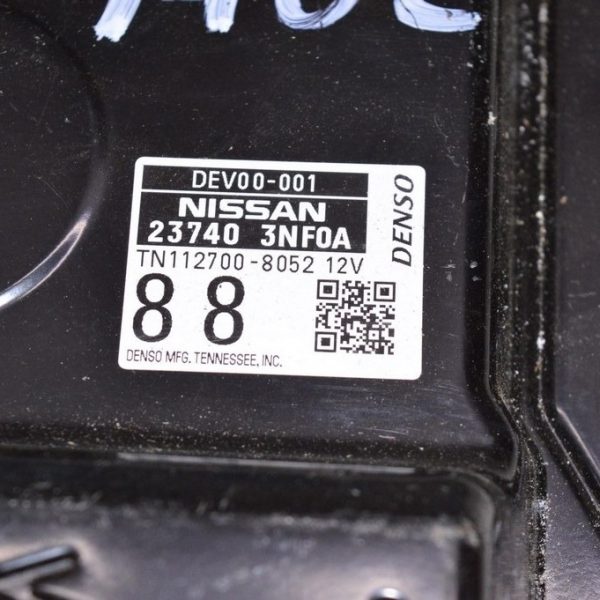 DEV00-001
NISSAN
23740 3NF0A
TN112700-8052 12V
88
DENSO MFG. TENNESSEE, INC.
DENSO